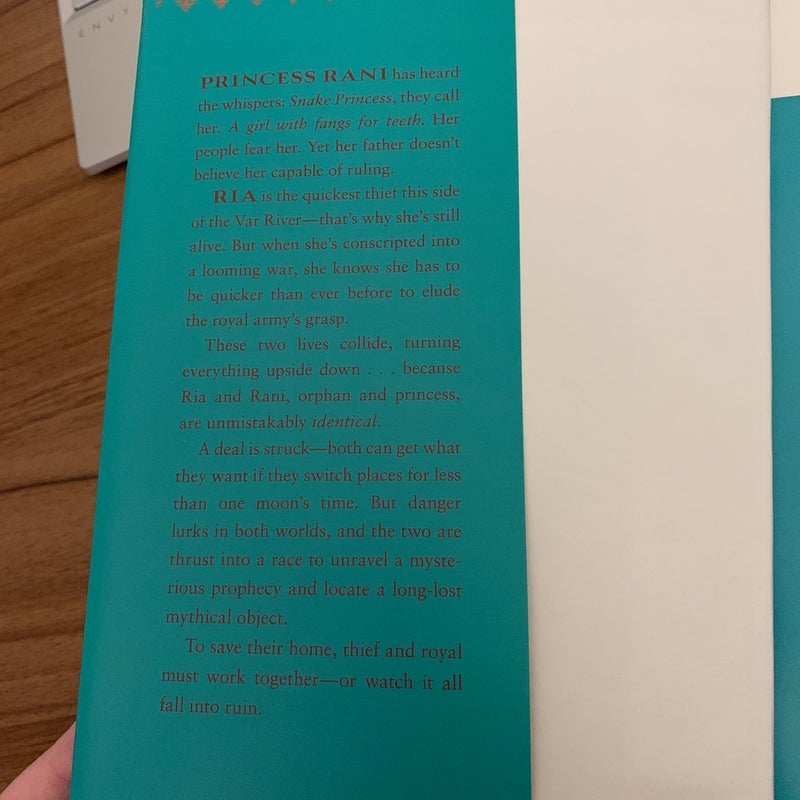 ENVY
PRINCESS RANI has heard
the whispers: Snake Princess, they call
her. A girl with fangs for teeth. Her
people fear her. Yet her father doesn't
believe her capable of ruling.
RIA is the quickest thief this side
of the Var River—that's why she's still
alive. But when she's conscripted into
a looming war, she knows she has to
be quicker than ever before to elude
the royal army's grasp.
These two lives collide, turning
everything upside down . . . because
Ria and Rani, orphan and princess,
are unmistakably identical.
A deal is struck—both can get what
they want if they switch places for less
than one moon's time. But danger
lurks in both worlds, and the two are
thrust into a race to unravel a myste-
rious prophecy and locate a long-lost
mythical object.
To save their home, thief and royal
must work together—or watch it all
fall into ruin.